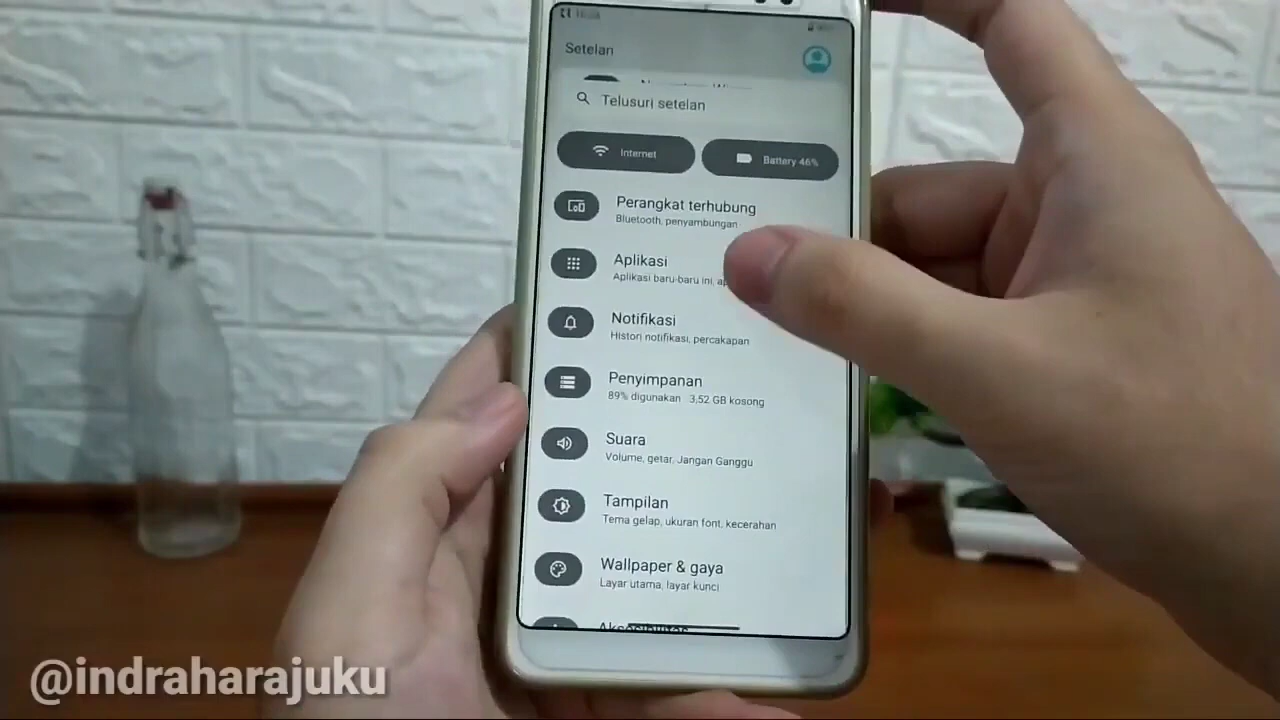 Setelan
Telusuri setelan
Internet
Battery 46%
Perangkat terhubung
Bluetooth, penyambungan
Aplikasi
Aplikasi baru-baru ini,
Notifikasi
Histori notifikasi, percakapan
Penyimpanan
89% digunakan 3,52 GB kosong
Suara
Volume, getar, Jangan Ganggu
Tampilan
Tema gelap, ukuran font, kecerahan
Wallpaper & gaya
Layar utama, layar kunci
Aksesibilitas
@indraharajuku